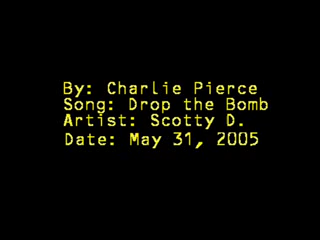 By: Charlie Pierce
Song: Drop the Bomb
Artist: Scotty D.
Date: May 31, 2005